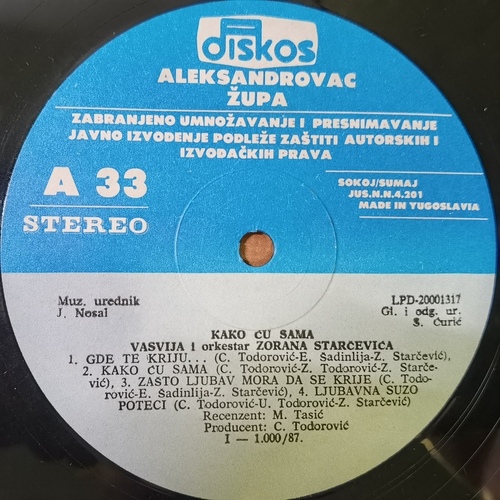 diskos
ALEKSANDROVAC
ŽUPA
ZABRANJENO UMNOŽAVANJE I PRESNIMAVANJE
JAVNO IZVOĐENJE PODLEŽE ZAŠTITI AUTORSKIH I
IZVOĐAČKIH PRAVA
A 33
STEREO
SOKOJ/SUMAJ
JUS.N.N.4.201
MADE IN YUGOSLAVIA
Muz. urednik
J. Nosal
LPD-20001317
Gl. i odg. ur.
S. Ćurić
KAKO ĆU SAMA
VASVIJA i orkestar ZORANA STARČEVIĆA
1. GDE TE KRIJU... (C. Todorović-E. Sadinlija-Z. Starčević),
2. KAKO ĆU SAMA (C. Todorović-Z. Starče-
vić), 3. ZAŠTO LJUBAV MORA DA SE KRIJE (C. Todo-
rović-E. Sadinlija-Z. Starčević), 4. LJUBAVNA SUZO
POTECI (C. Todorović-U. Todorović-Z. Starčević)
Recenzent: M. Tasić
Producent: C. Todorović
I — 1.000/87.